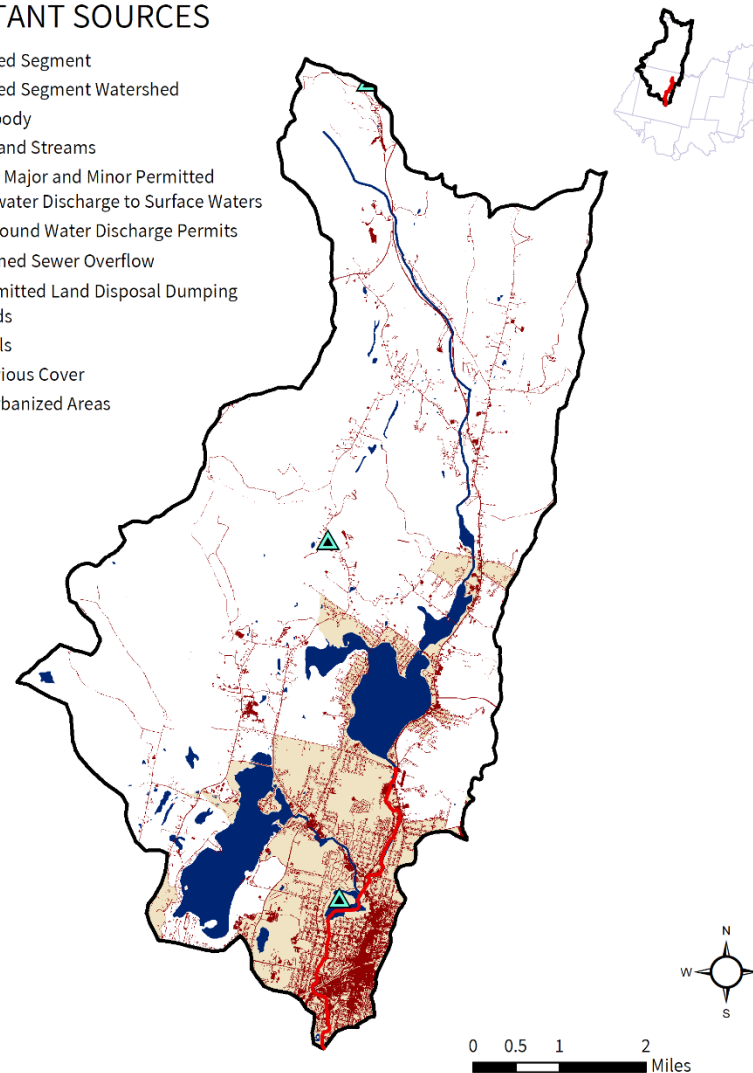 TANT SOURCES
ed Segment
ed Segment Watershed
body
and Streams
Major and Minor Permitted
water Discharge to Surface Waters
ound Water Discharge Permits
ned Sewer Overflow
mitted Land Disposal Dumping
ds
ls
ious Cover
rbanized Areas
N
W
S
0 0.5 1 2
Miles